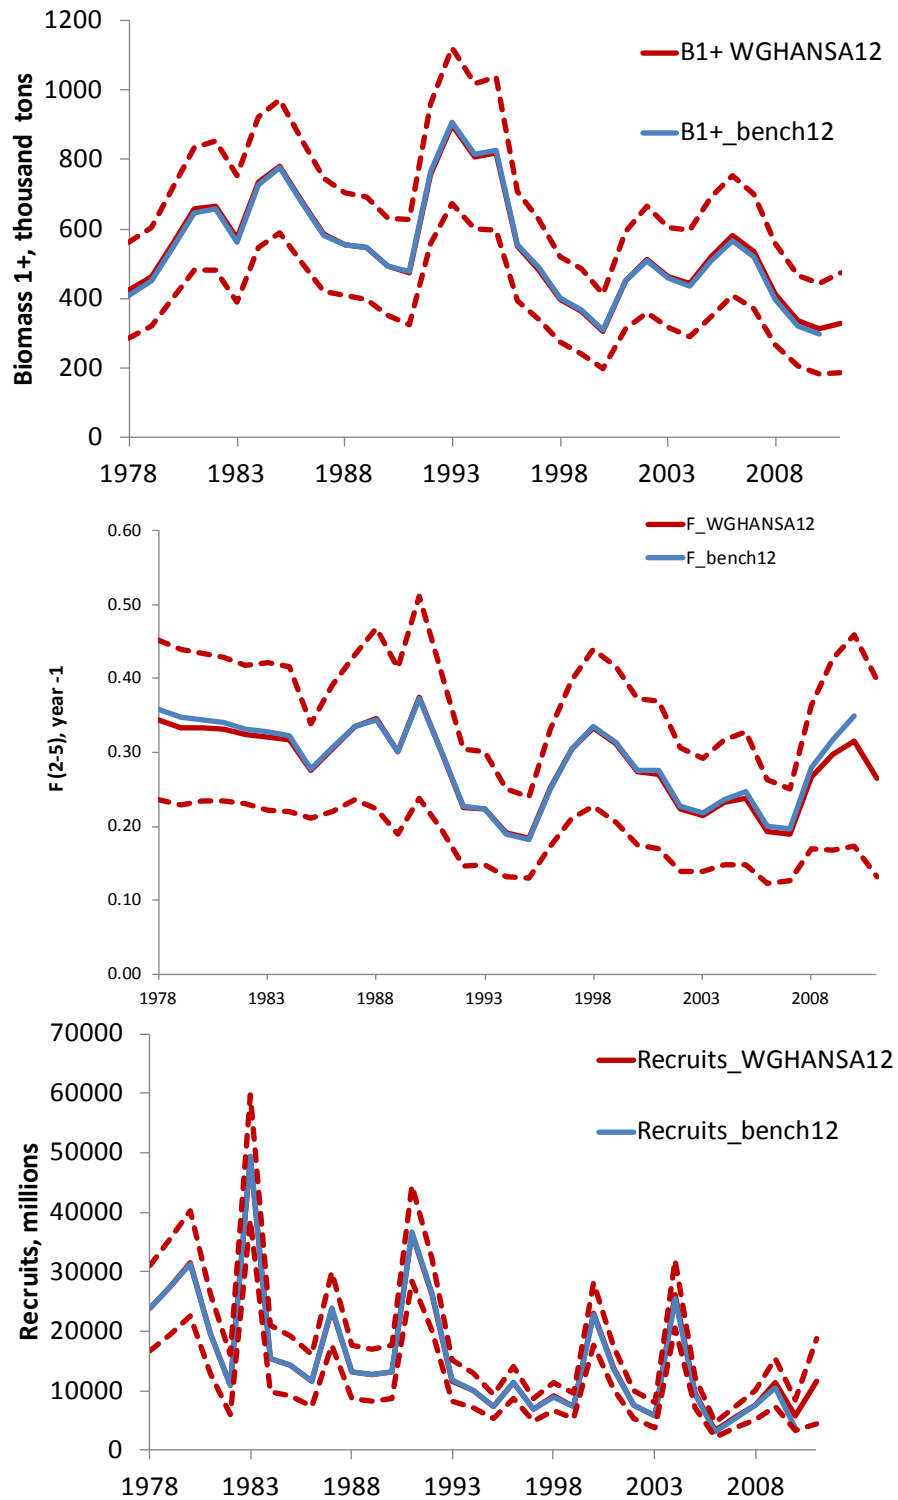 1200
1000
800
600
400
200
0
Biomass 1+, thousand tons
B1+ WGHANSA12
B1+_bench12
1978 1983 1988 1993 1998 2003 2008
0.60
0.50
0.40
0.30
0.20
0.10
0.00
F (2-5), year -1
F_WGHANSA12
F_bench12
1978 1983 1988 1993 1998 2003 2008
70000
60000
50000
40000
30000
20000
10000
0
Recruits, millions
Recruits_WGHANSA12
Recruits_bench12
1978 1983 1988 1993 1998 2003 2008